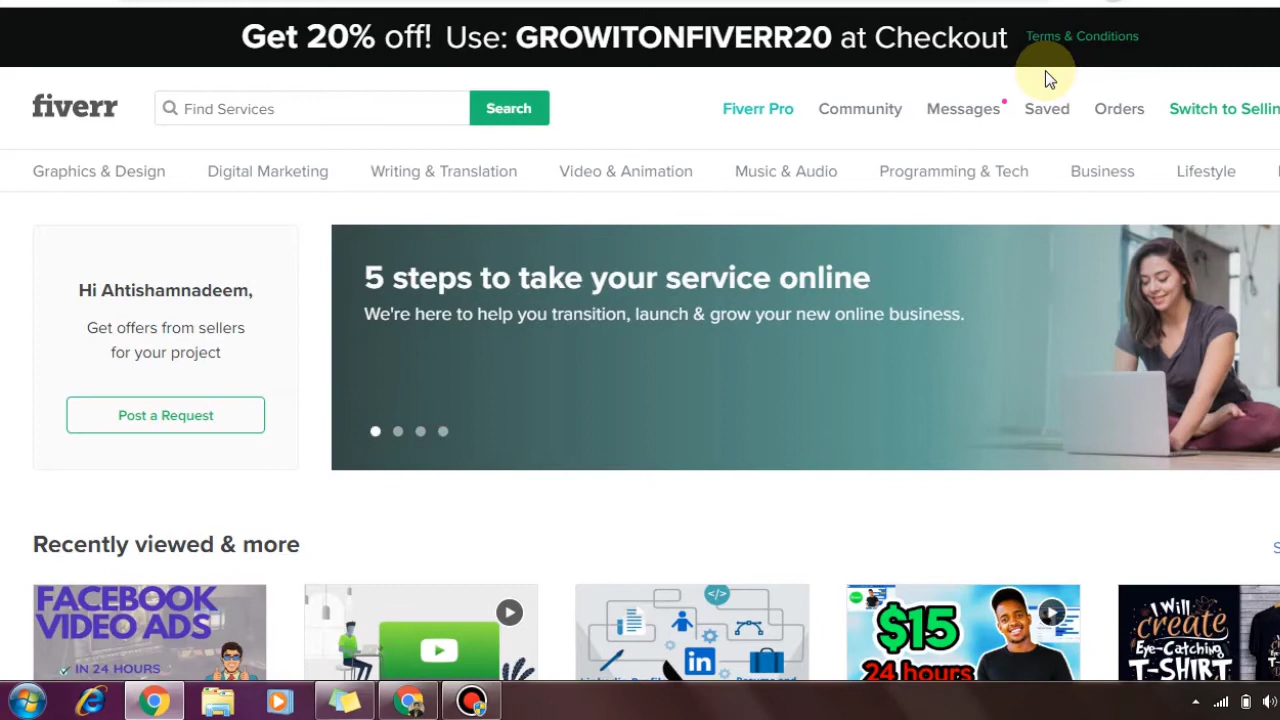 Get 20% off! Use: GROWITONFIVERR20 at Checkout Terms & Conditions
fiverr Find Services Search Fiverr Pro Community Messages Saved Orders Switch to Sellin
Graphics & Design Digital Marketing Writing & Translation Video & Animation Music & Audio Programming & Tech Business Lifestyle
Hi Ahtishamnadeem,
Get offers from sellers
for your project
Post a Request
5 steps to take your service online
We're here to help you transition, launch & grow your new online business.
Recently viewed & more
FACEBOOK
VIDEO ADS
IN 24 HOURS
in
$15
24 hours
I WILL
create
EYE-CATCHING
T-SHIRT